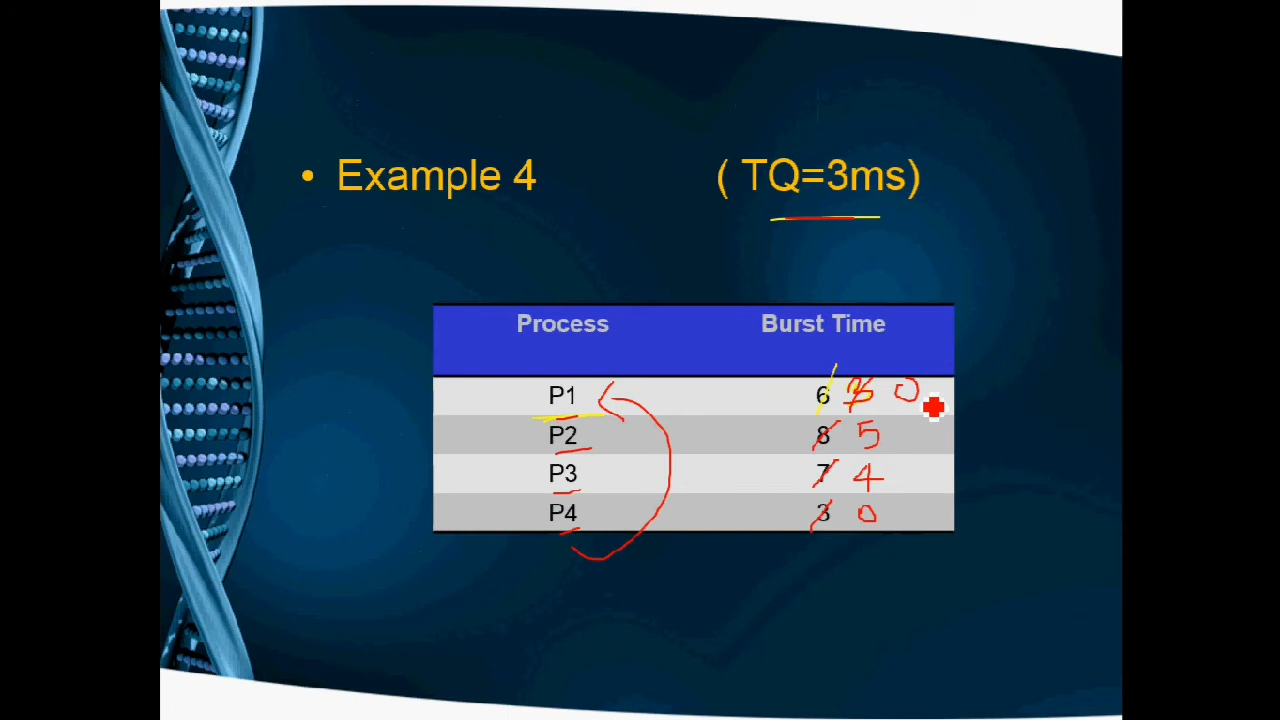 • Example 4 ( TQ=3ms)
Process Burst Time
P1 6 3 0
P2 8 5
P3 7 4
P4 3 0